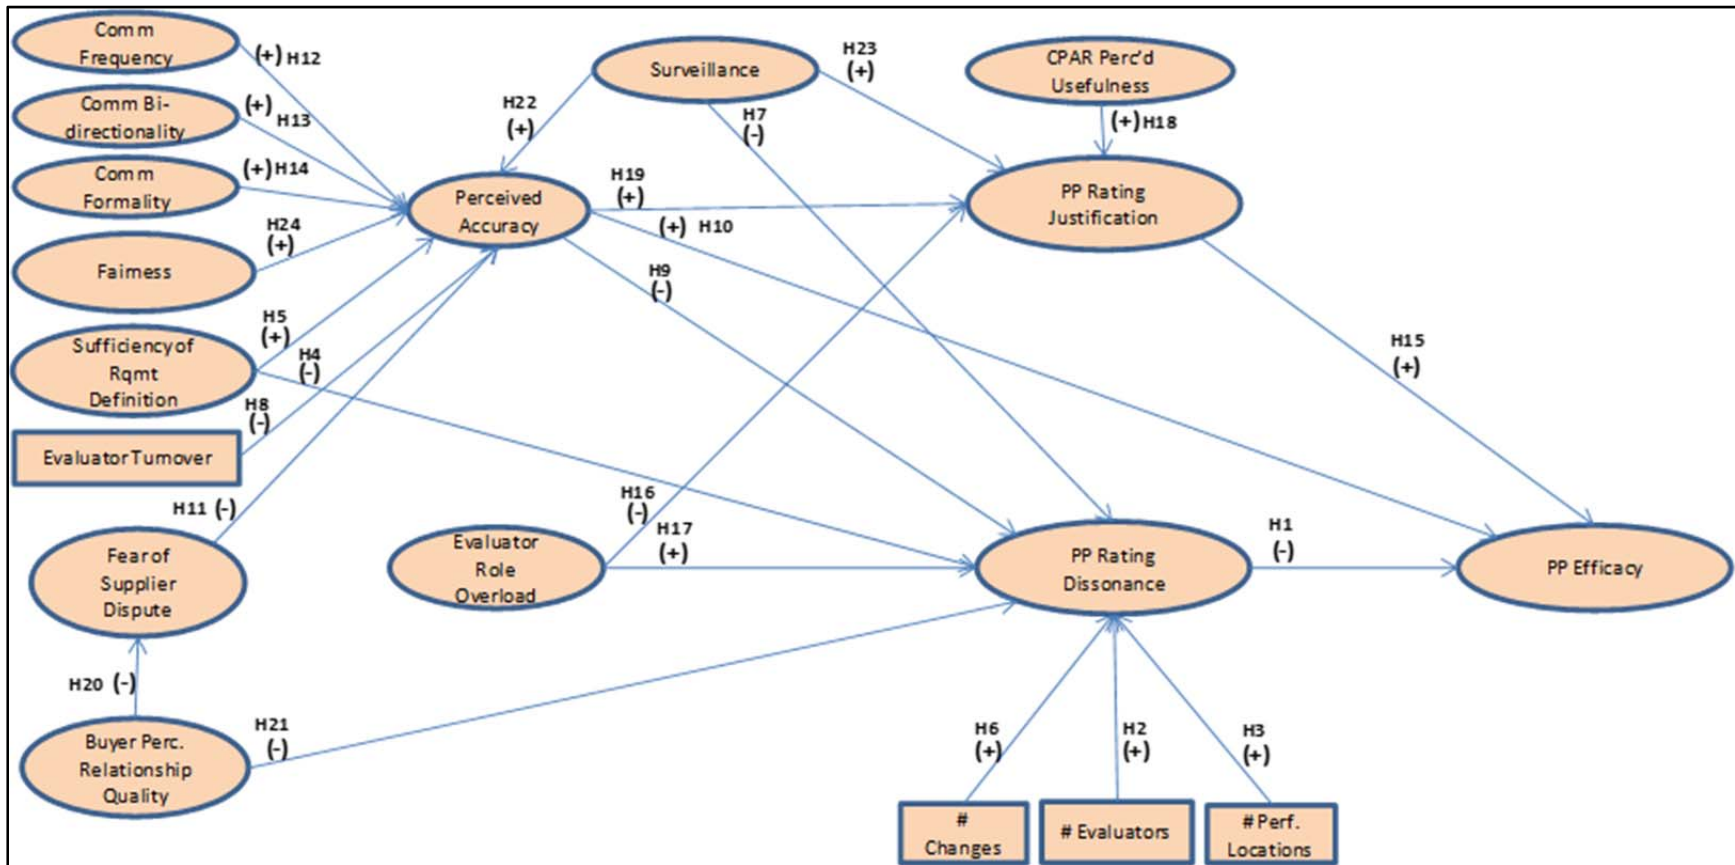 Comm
Frequency
(+) H12
Comm Bi-
directionality
(+)
H13
Comm
Formality
(+) H14
Fairness
H24
(+)
Sufficiency of
Rqmt
Definition
H5
(+)
H4
(-)
Evaluator Turnover
H8
(-)
H11 (-)
Fear of
Supplier
Dispute
H20 (-)
Buyer Perc.
Relationship
Quality
H21
(-)
Surveillance
H22
(+)
H7
(-)
H23
(+)
CPAR Perc'd
Usefulness
(+) H18
Perceived
Accuracy
H19
(+)
(+) H10
H9
(-)
PP Rating
Justification
H15
(+)
Evaluator
Role
Overload
H16
(-)
H17
(+)
PP Rating
Dissonance
H1
(-)
PP Efficacy
H6
(+)
H2
(+)
H3
(+)
#
Changes
# Evaluators
# Perf.
Locations